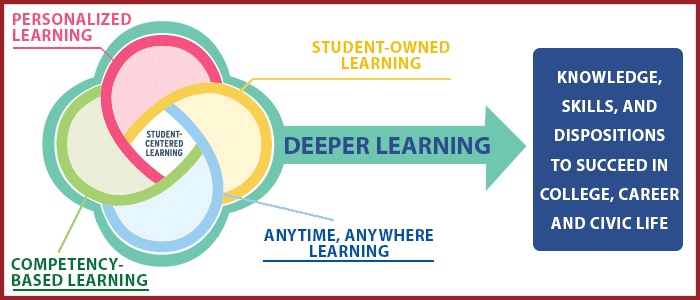 PERSONALIZED
LEARNING
STUDENT-OWNED
LEARNING
STUDENT-
CENTERED
LEARNING
DEEPER LEARNING
KNOWLEDGE,
SKILLS, AND
DISPOSITIONS
TO SUCCEED IN
COLLEGE, CAREER
AND CIVIC LIFE
ANYTIME, ANYWHERE
LEARNING
COMPETENCY-
BASED LEARNING